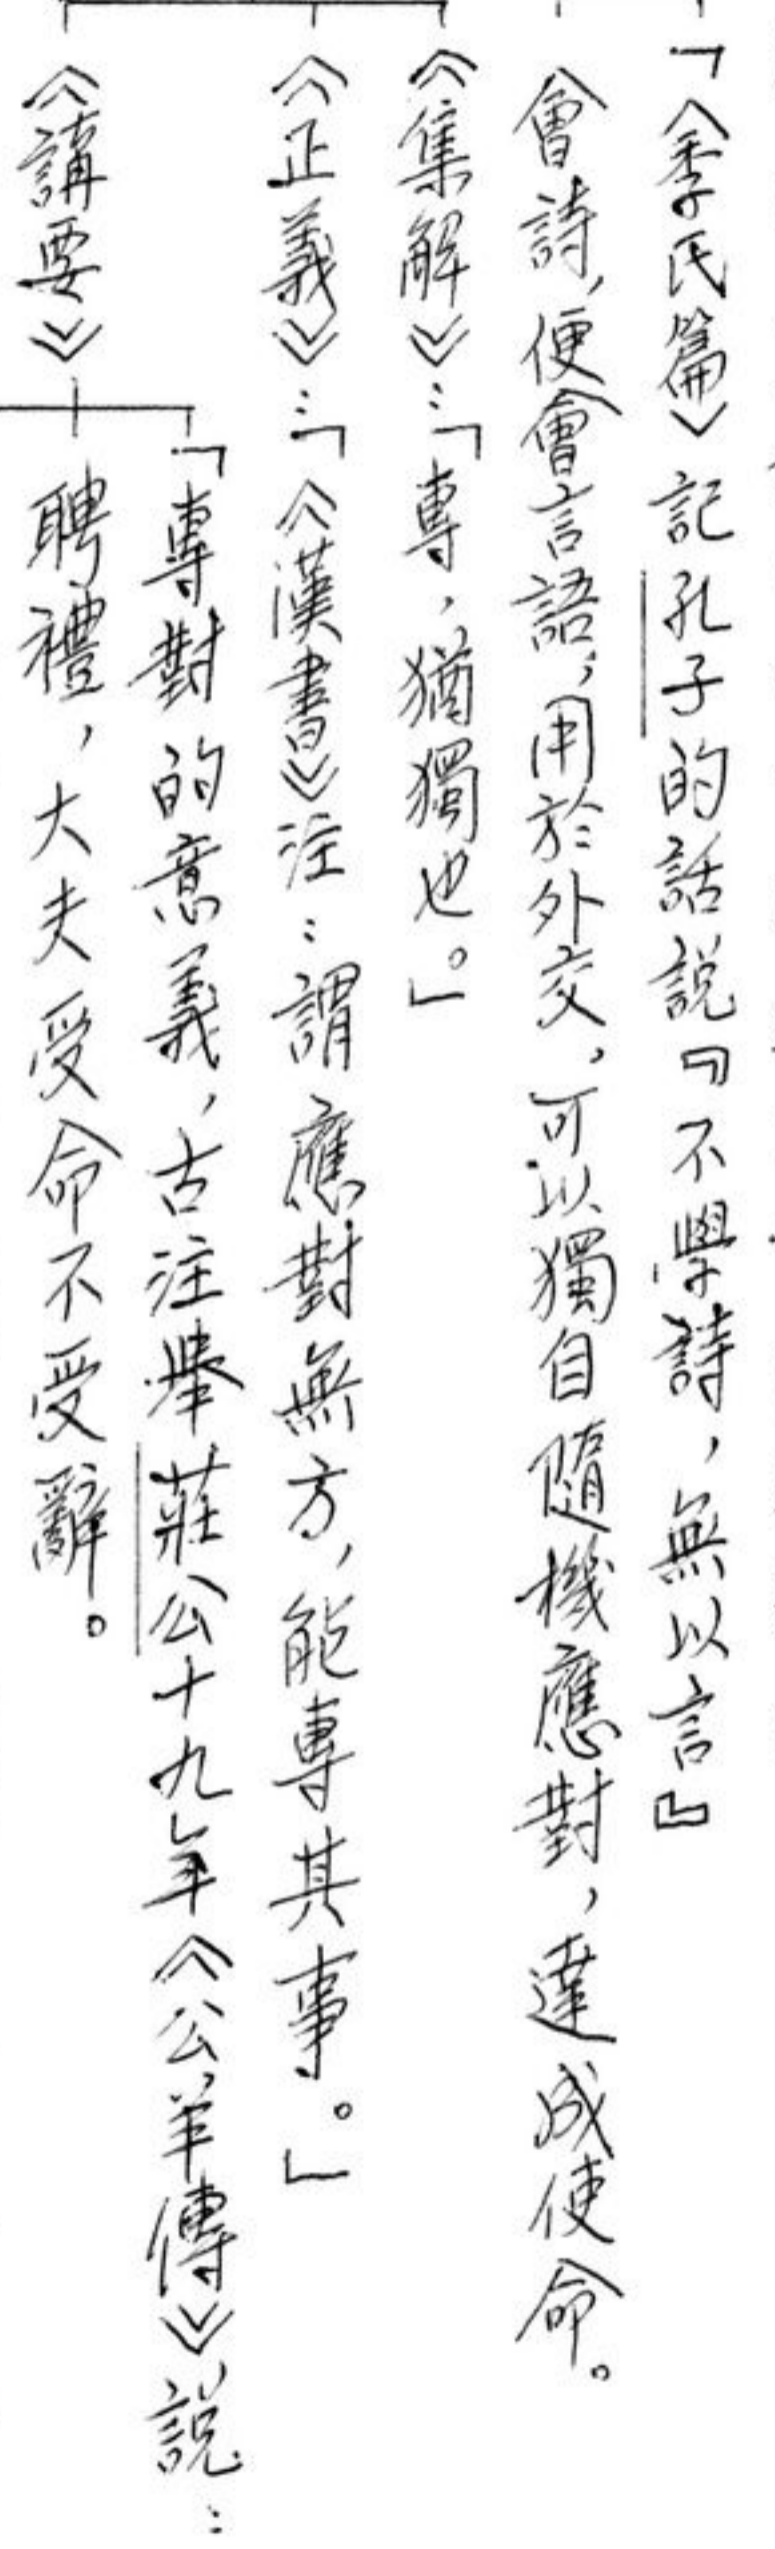 「〈季氏篇〉記孔子的話說『不學詩，無以言』
會詩，便會言語，用於外交，可以獨自隨機應對，達成使命。
《集解》：「專，猶獨也。」
《正義》：「《漢書》注：謂應對無方，能專其事。」
「專對的意義，古注舉莊公十九年《公羊傳》說：
《講要》聘禮，大夫受命不受辭。